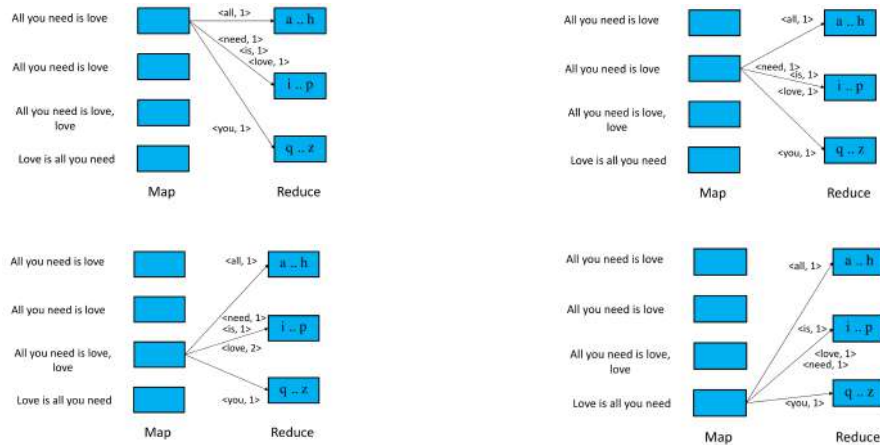 All you need is love
<all, 1>
a .. h
<need, 1>
<is, 1>
<love, 1>
All you need is love
i .. p
All you need is love,
love
<you, 1>
q .. z
Love is all you need
Map
Reduce
All you need is love
<all, 1>
a .. h
All you need is love
<need, 1>
<is, 1>
<love, 1>
i .. p
All you need is love,
love
<you, 1>
q .. z
Love is all you need
Map
Reduce
All you need is love
<all, 1>
a .. h
All you need is love
<need, 1>
<is, 1>
i .. p
All you need is love,
love
<love, 2>
<you, 1>
q .. z
Love is all you need
Map
Reduce
All you need is love
<all, 1>
a .. h
All you need is love
<is, 1>
i .. p
All you need is love,
love
<love, 1>
<need, 1>
Love is all you need
<you, 1>
q .. z
Map
Reduce